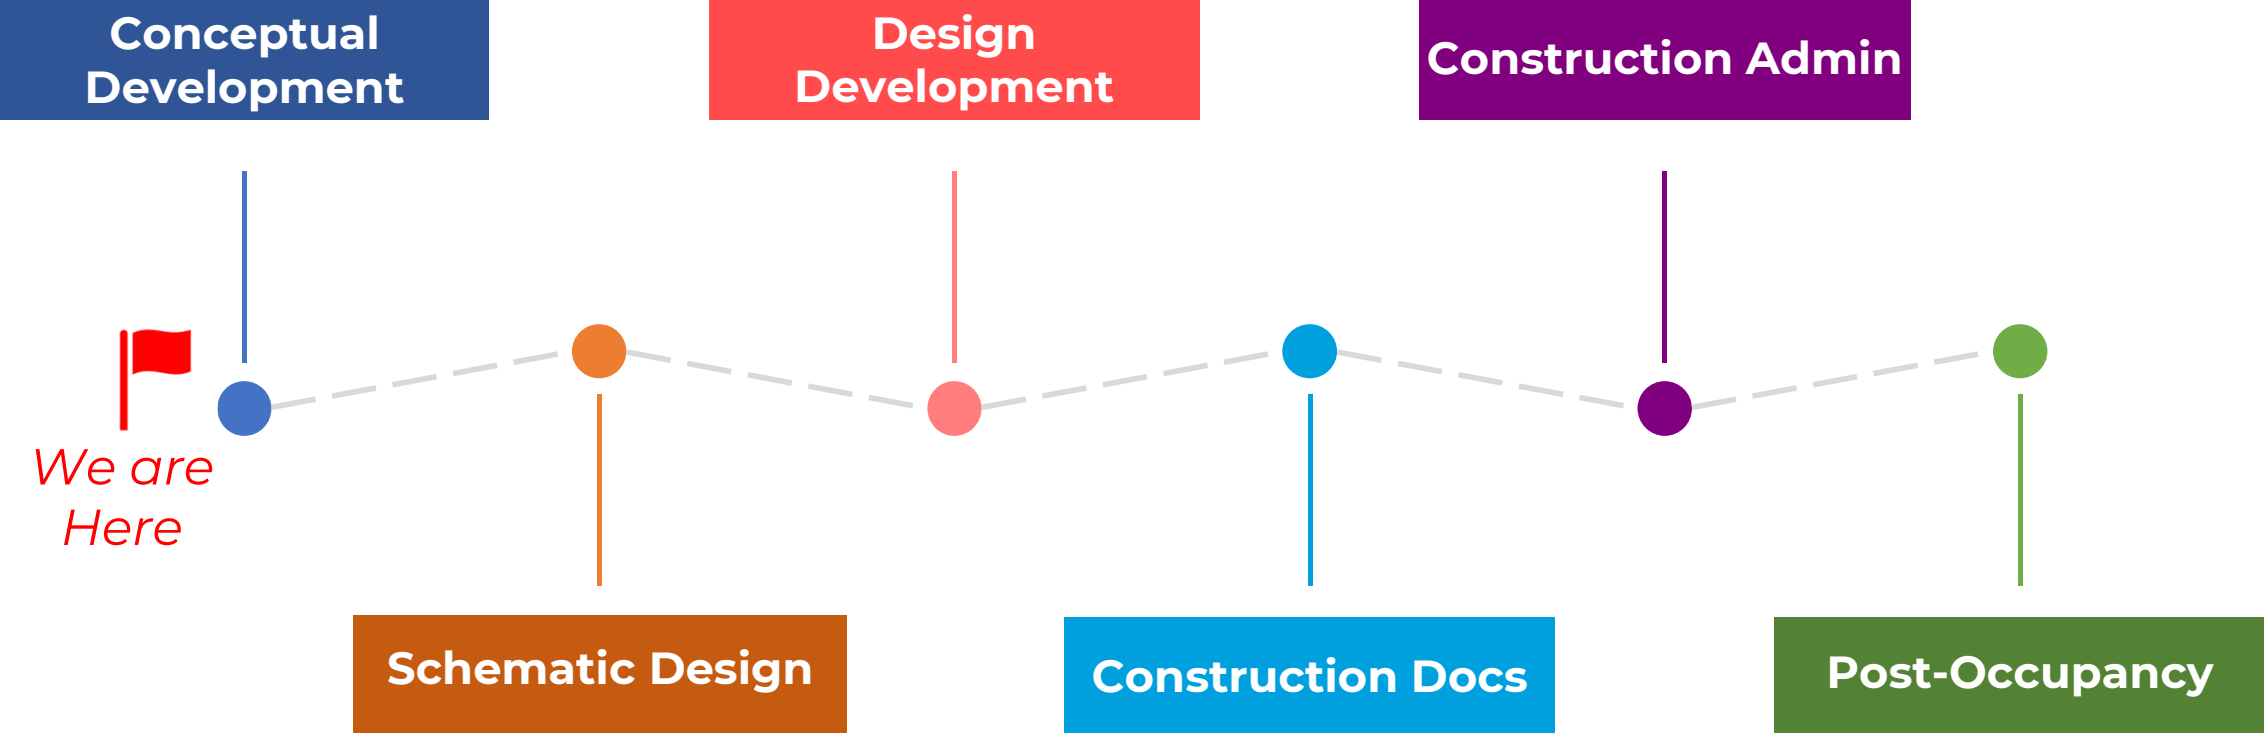 Conceptual
Development
Design
Development
Construction Admin
We are
Here
Schematic Design
Construction Docs
Post-Occupancy